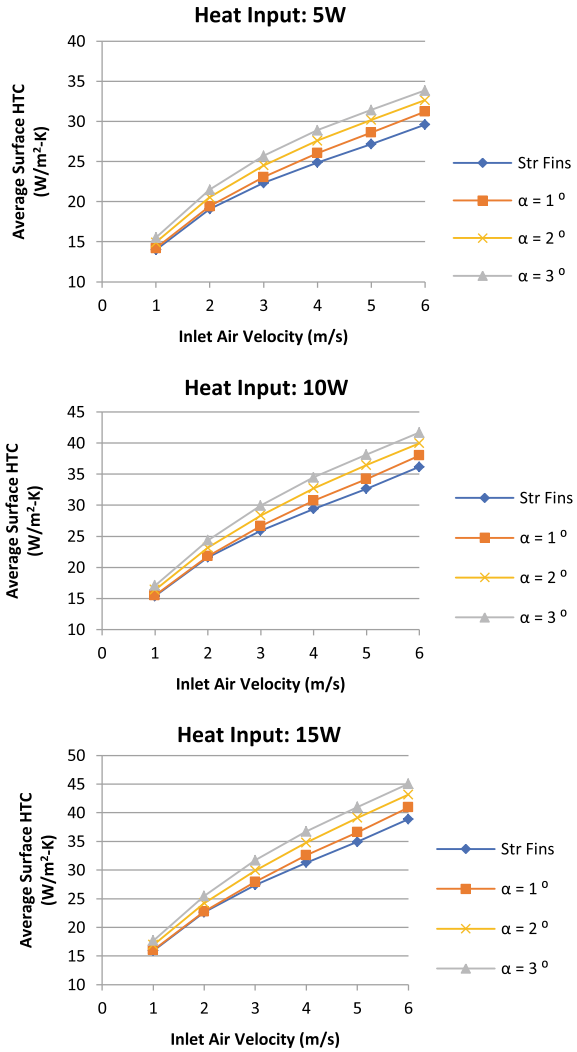 Heat Input: 5W
Average Surface HTC
(W/m²-K)
40
35
30
25
20
15
10
0 1 2 3 4 5 6
Inlet Air Velocity (m/s)
Str Fins
α = 1 º
α = 2 º
α = 3 º
Heat Input: 10W
Average Surface HTC
(W/m²-K)
45
40
35
30
25
20
15
10
0 1 2 3 4 5 6
Inlet Air Velocity (m/s)
Str Fins
α = 1 º
α = 2 º
α = 3 º
Heat Input: 15W
Average Surface HTC
(W/m²-K)
50
45
40
35
30
25
20
15
10
0 1 2 3 4 5 6
Inlet Air Velocity (m/s)
Str Fins
α = 1 º
α = 2 º
α = 3 º